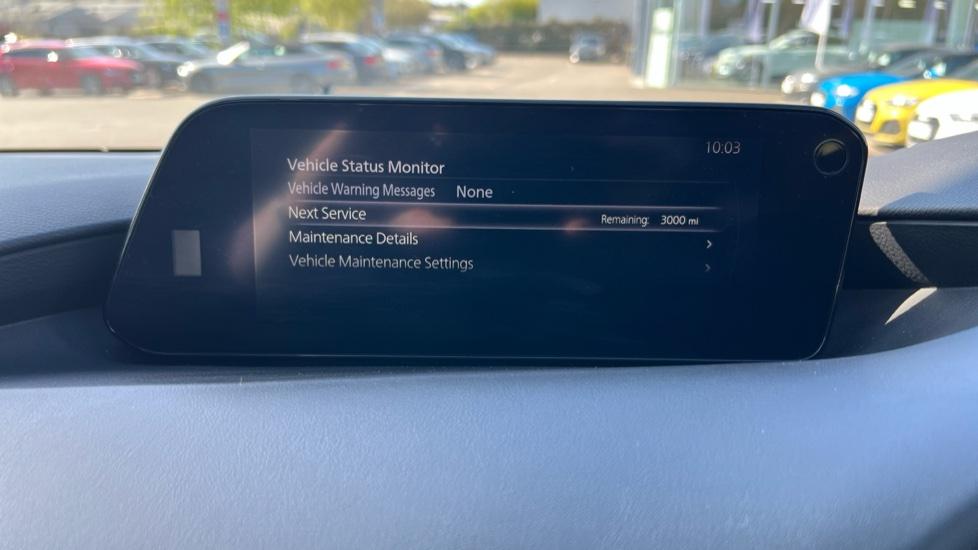 10:03
Vehicle Status Monitor
Vehicle Warning Messages None
Next Service Remaining: 3000 mi
Maintenance Details
Vehicle Maintenance Settings